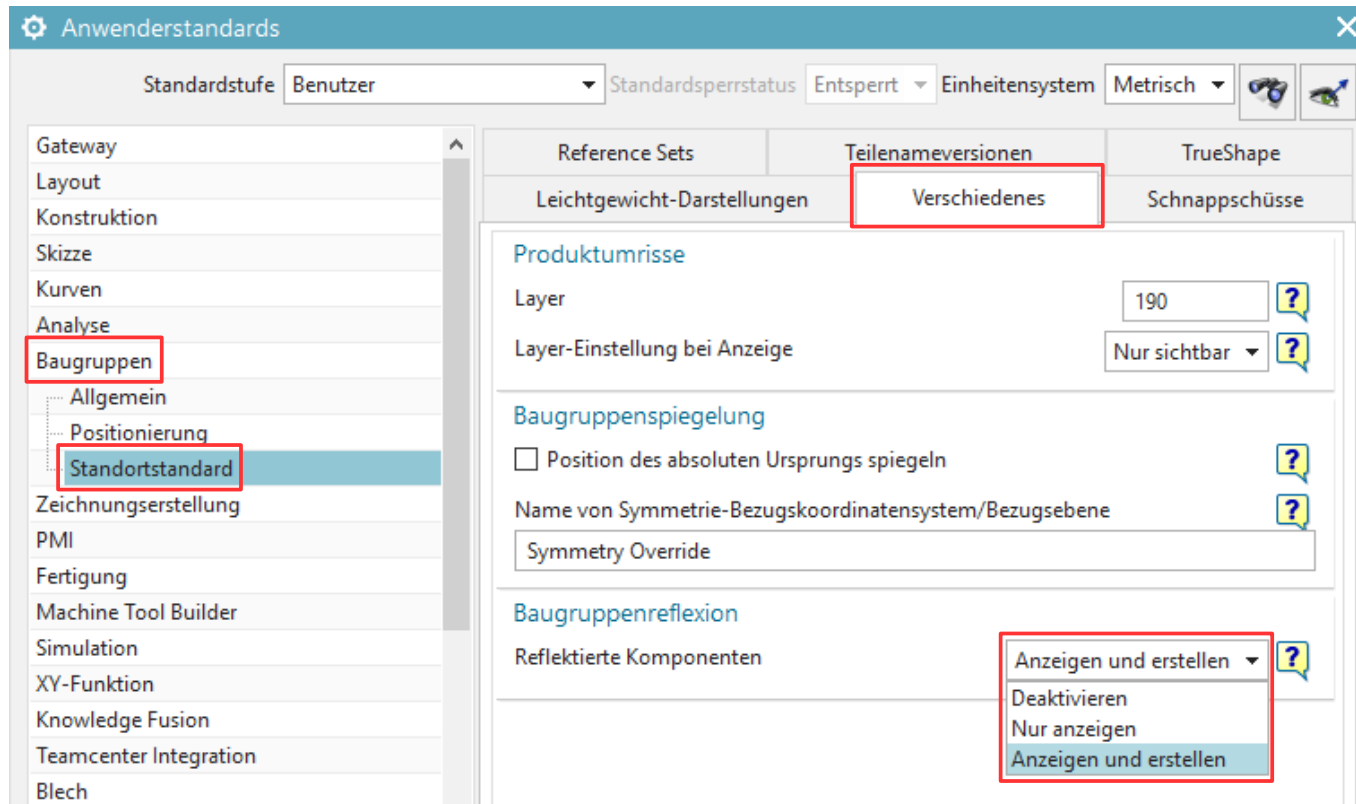 Anwenderstandards
Standardstufe Benutzer Standardsperrstatus Entsperrt Einheitensystem Metrisch
Gateway
Layout
Konstruktion
Skizze
Kurven
Analyse
Baugruppen
Allgemein
Positionierung
Standortstandard
Zeichnungserstellung
PMI
Fertigung
Machine Tool Builder
Simulation
XY-Funktion
Knowledge Fusion
Teamcenter Integration
Blech
Reference Sets Teilenameversionen TrueShape
Leichtgewicht-Darstellungen Verschiedenes Schnappschüsse
Produktumrisse
Layer 190 ?
Layer-Einstellung bei Anzeige Nur sichtbar ?
Baugruppenspiegelung
Position des absoluten Ursprungs spiegeln ?
Name von Symmetrie-Bezugskoordinatensystem/Bezugsebene ?
Symmetry Override
Baugruppenreflexion
Reflektierte Komponenten Anzeigen und erstellen ?
Deaktivieren
Nur anzeigen
Anzeigen und erstellen